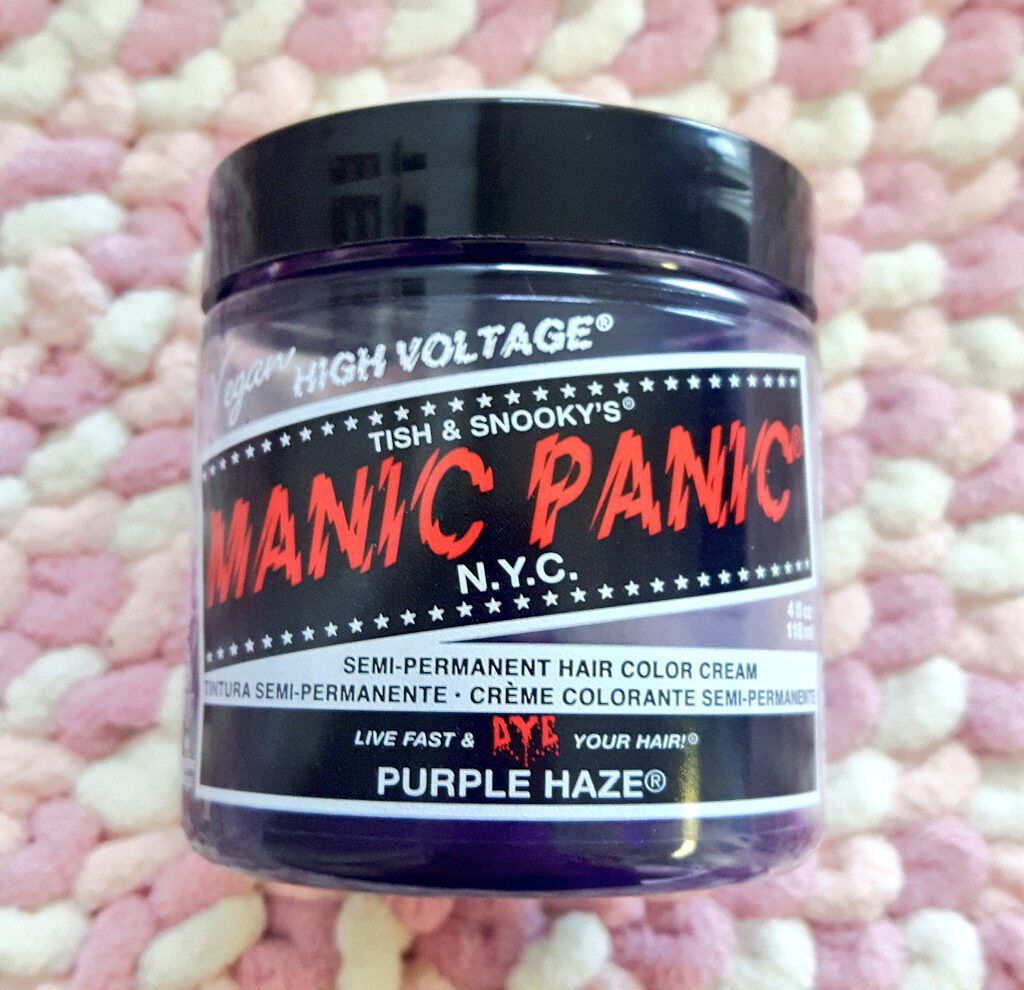 Vegan HIGH VOLTAGE®
TISH & SNOOKY'S®
MANIC PANIC®
N.Y.C.
4 fl oz
118 ml
SEMI-PERMANENT HAIR COLOR CREAM
TINTURA SEMI-PERMANENTE · CRÈME COLORANTE SEMI-PERMANENTE
LIVE FAST & DYE YOUR HAIR!©
PURPLE HAZE®